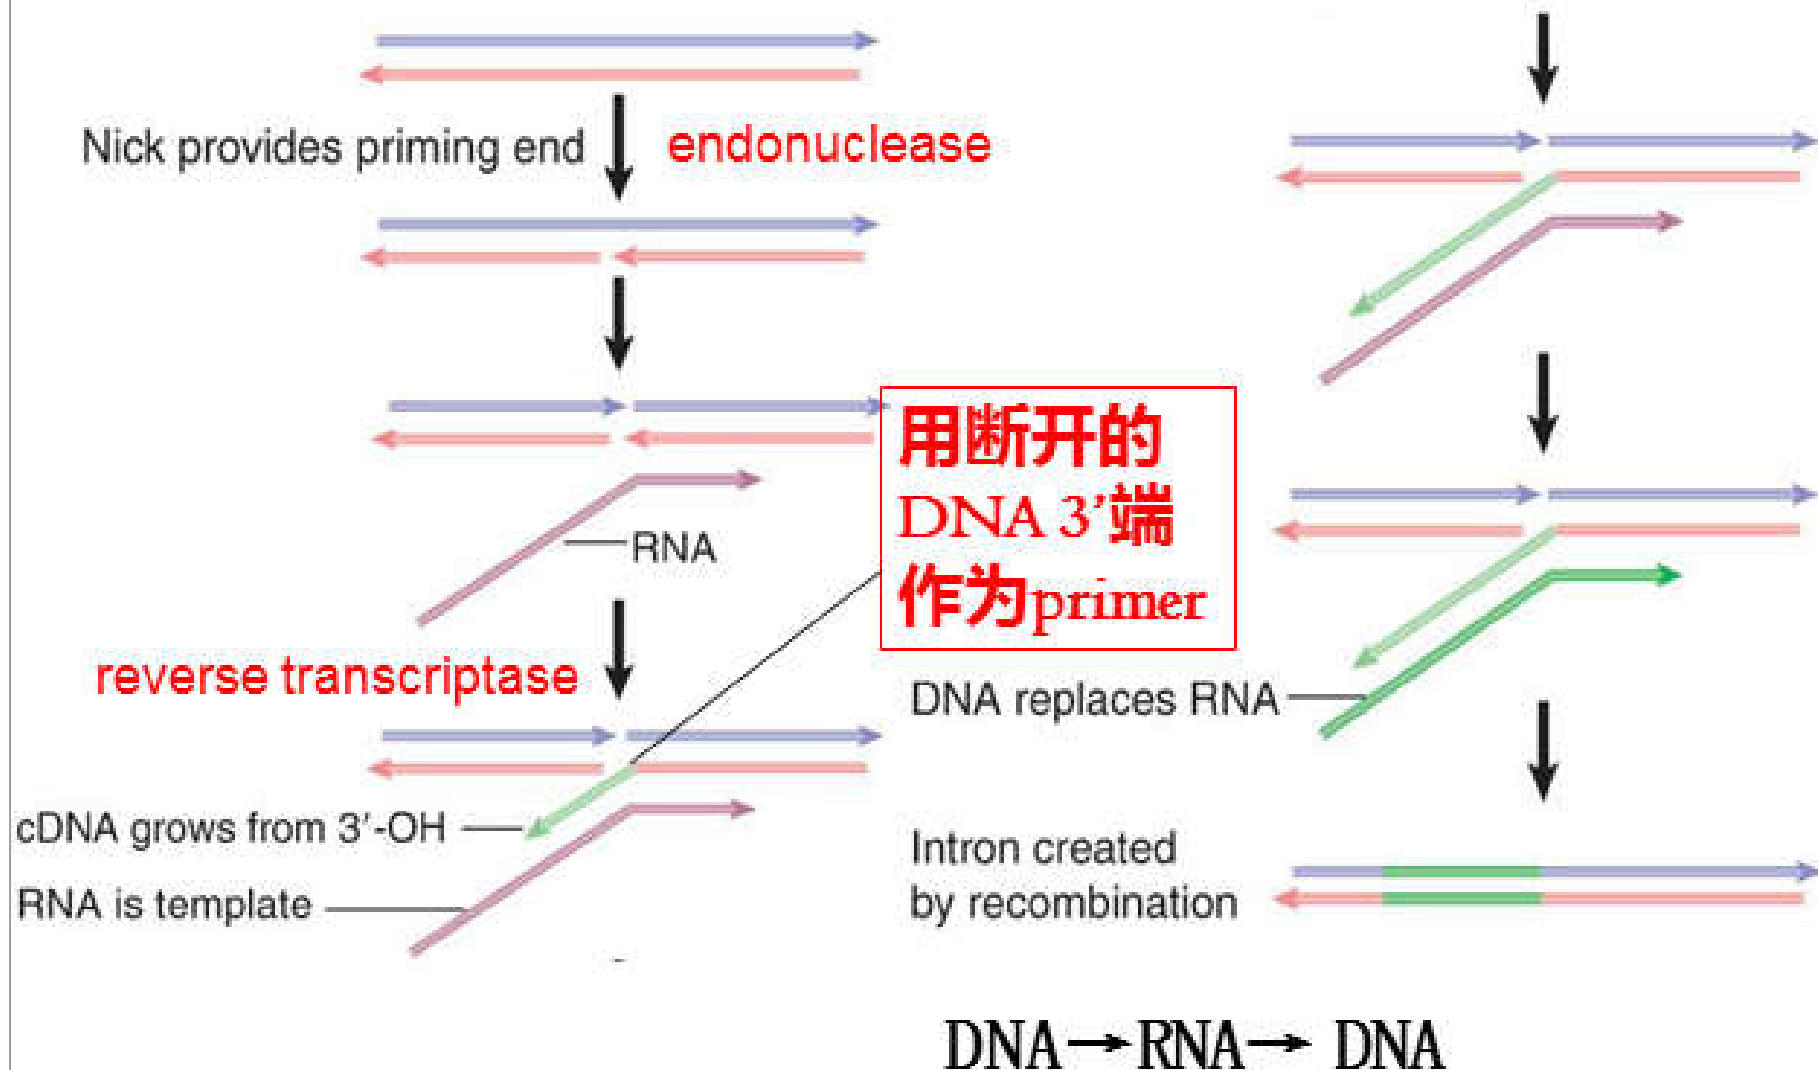 Nick provides priming end
endonuclease
RNA
reverse transcriptase
cDNA grows from 3′-OH
RNA is template
用断开的
DNA 3’端
作为primer
DNA replaces RNA
Intron created
by recombination
DNA→RNA→ DNA